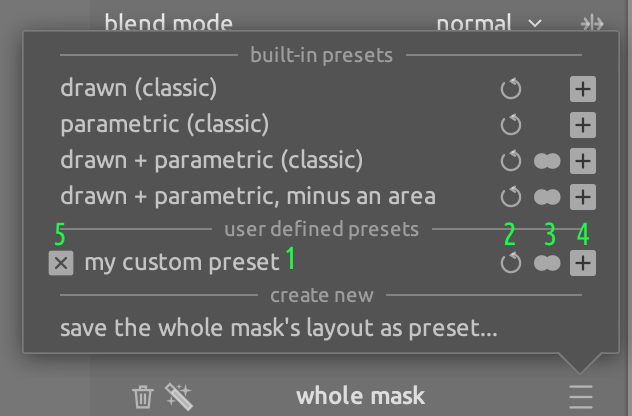 blend mode normal
built-in presets
drawn (classic)
parametric (classic)
drawn + parametric (classic)
drawn + parametric, minus an area
user defined presets
5 2 3 4
my custom preset 1
create new
save the whole mask's layout as preset...
whole mask